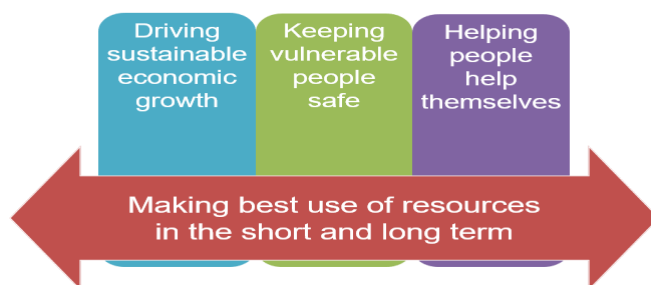 Driving
sustainable
economic
growth
Keeping
vulnerable
people
safe
Helping
people
help
themselves
Making best use of resources
in the short and long term